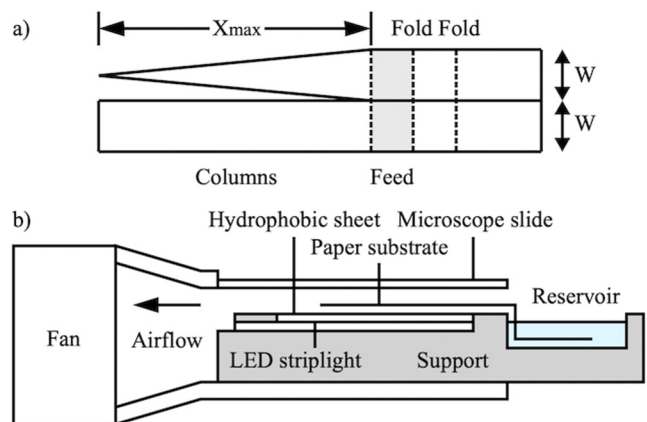 a)
Xmax
Fold Fold
W
W
Columns
Feed
b)
Hydrophobic sheet
Microscope slide
Paper substrate
Reservoir
Fan
Airflow
LED striplight
Support